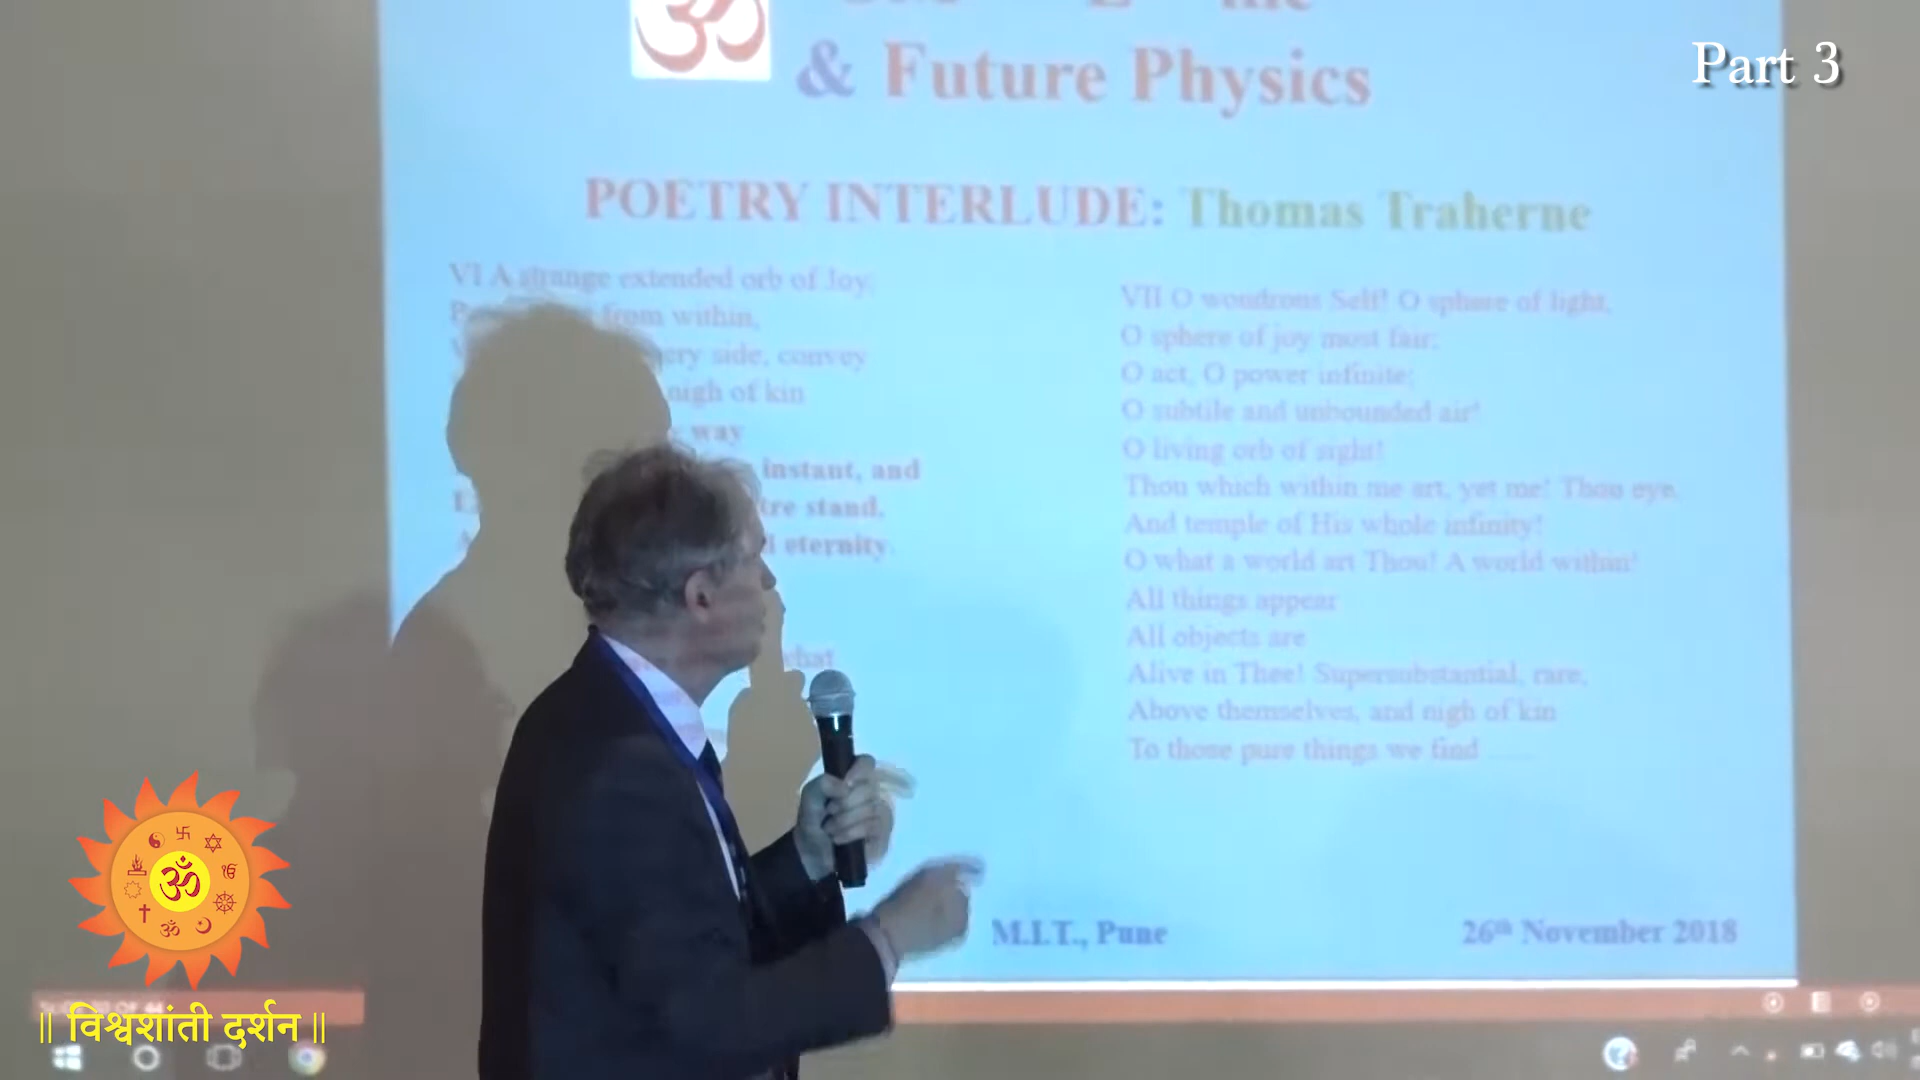 Part 3
& Future Physics
POETRY INTERLUDE: Thomas Traherne
VI A strange extended orb of Joy,
from within,
side, convey
nigh of kin
way
instant, and
stand,
eternity.
what
VII O wondrous Self! O sphere of light,
O sphere of joy most fair;
O act, O power infinite;
O subtile and unbounded air!
O living orb of sight!
Thou which within me art, yet me! Thou eye,
And temple of His whole infinity!
O what a world art Thou! A world within!
All things appear
All objects are
Alive in Thee! Supersubstantial, rare,
Above themselves, and nigh of kin
To those pure things we find ......
M.I.T., Pune
26th November 2018
ॐ
|| विश्वशांती दर्शन ||